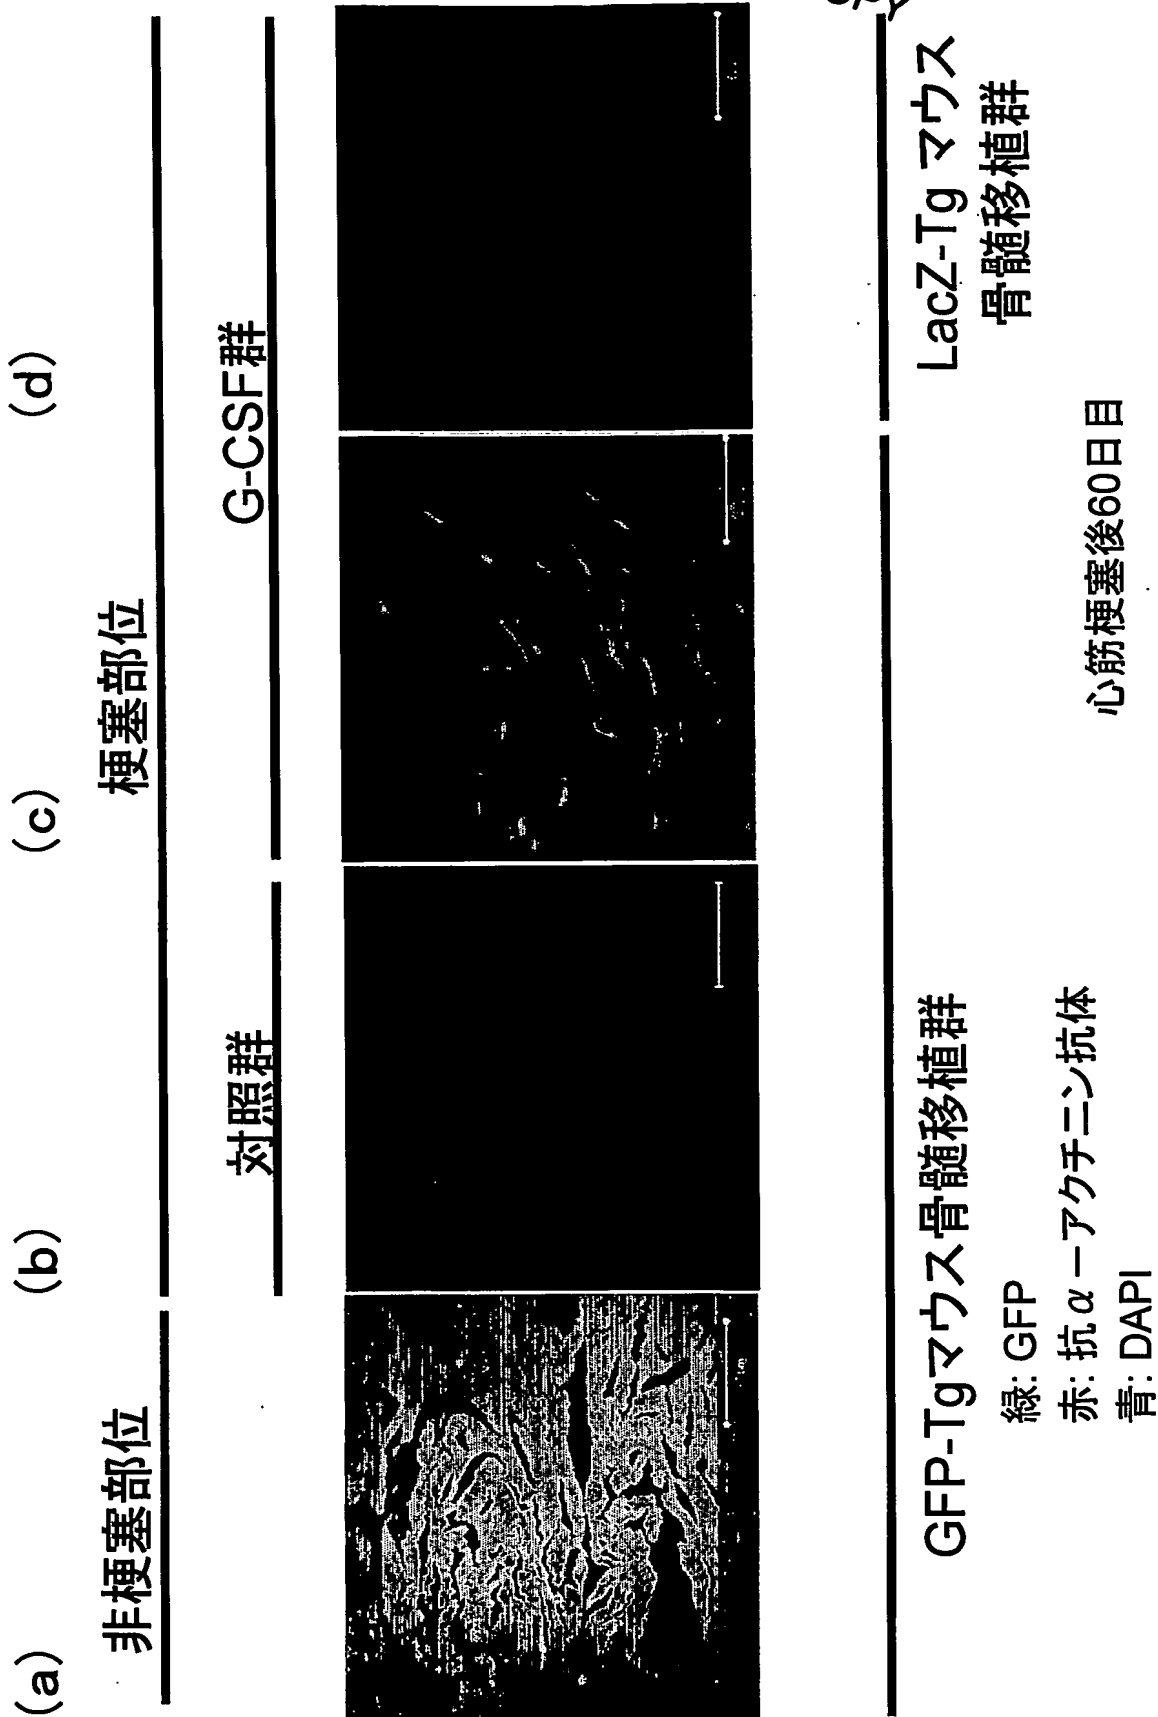 (a)
(b)
(c)
(d)
非梗塞部位
梗塞部位
対照群
G-CSF群
GFP-Tgマウス骨髄移植群
LacZ-Tg マウス
骨髄移植群
緑: GFP
赤: 抗α－アクチニン抗体
青: DAPI
心筋梗塞後60日目